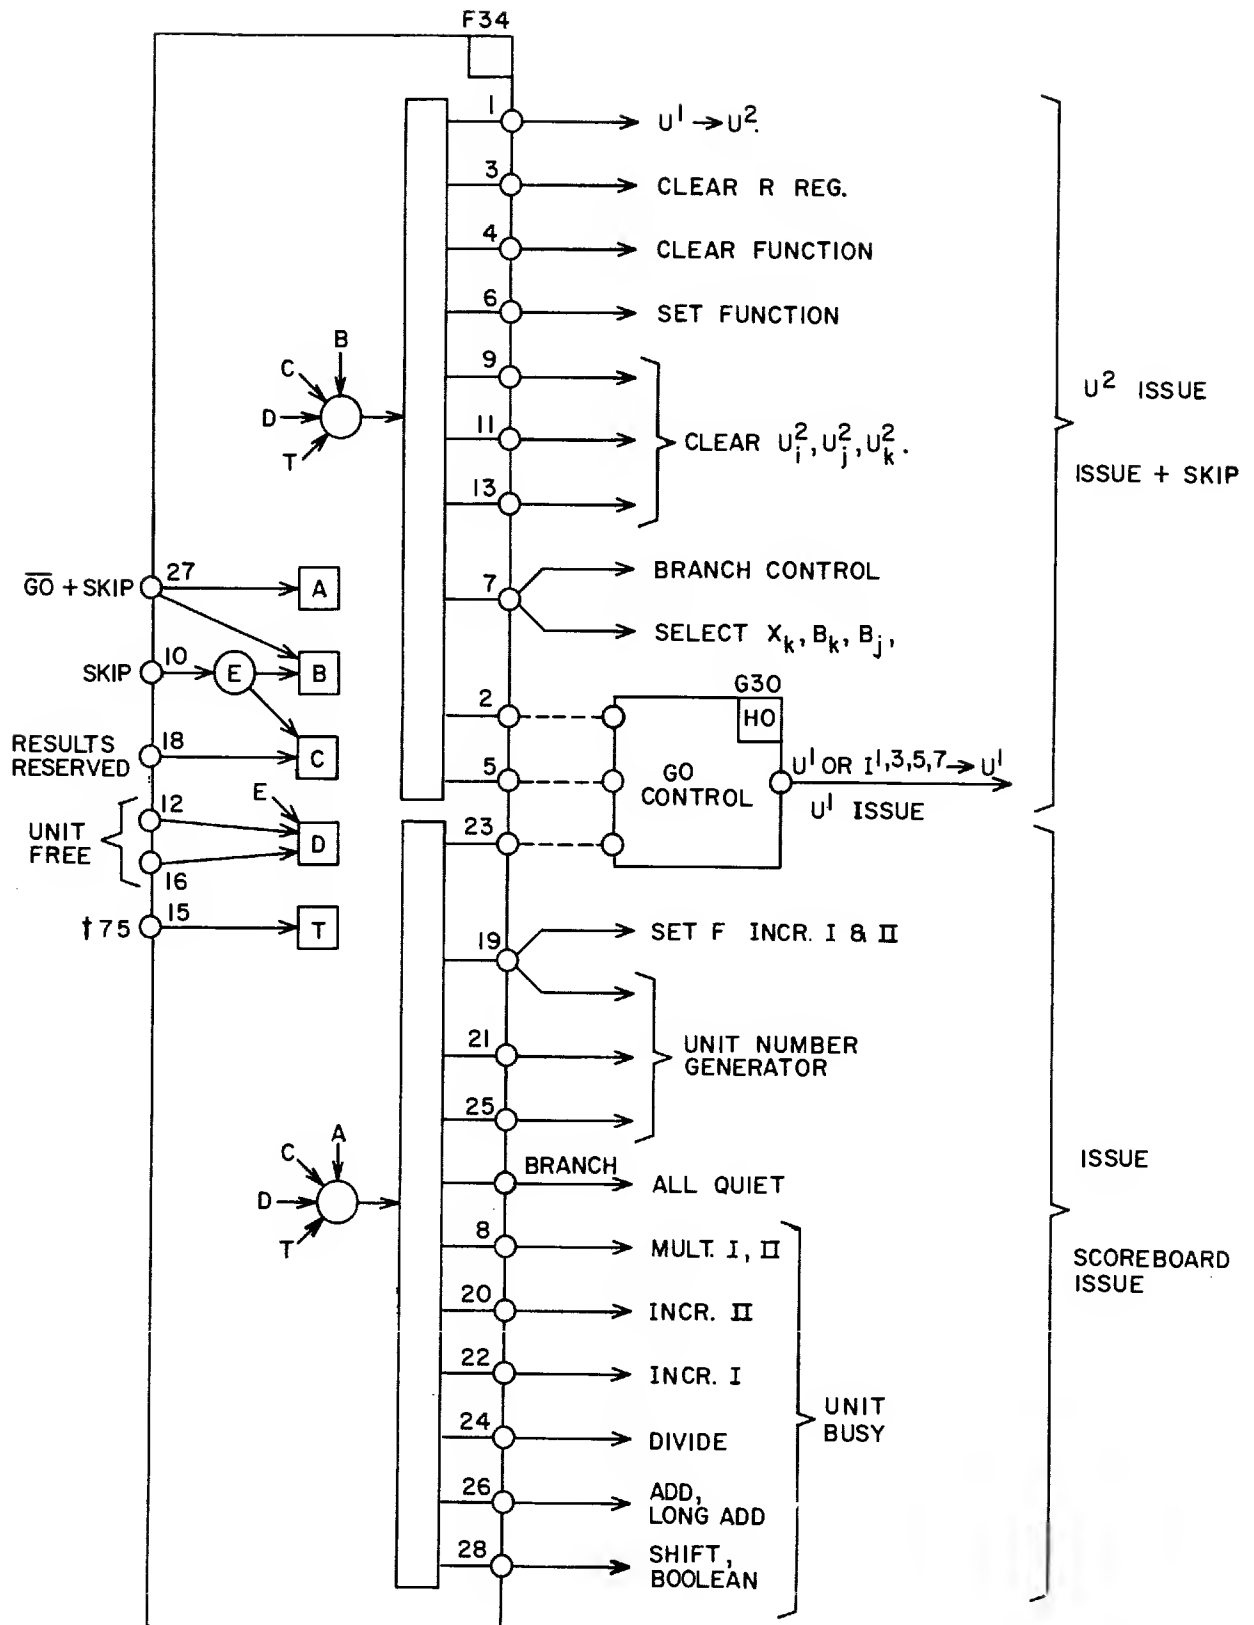 F34
1 U¹ → U².
3 CLEAR R REG.
4 CLEAR FUNCTION
6 SET FUNCTION
B
C
D
T
9
11 CLEAR U²ᵢ, U²ⱼ, U²ₖ.
13
U² ISSUE
ISSUE + SKIP
G̅O̅ + SKIP 27 A
7 BRANCH CONTROL
SELECT Xₖ, Bₖ, Bⱼ,
SKIP 10 E B
RESULTS RESERVED 18 C
2
5
23
G30
HO
GO
CONTROL
U¹ OR I¹,³,⁵,⁷ → U¹
U¹ ISSUE
UNIT
FREE
12
16
E
D
†75 15 T
19 SET F INCR. I & II
21 UNIT NUMBER
GENERATOR
25
A
C
D
T
BRANCH ALL QUIET
8 MULT. I, II
20 INCR. II
22 INCR. I
24 DIVIDE
26 ADD,
LONG ADD
28 SHIFT,
BOOLEAN
UNIT
BUSY
ISSUE
SCOREBOARD
ISSUE